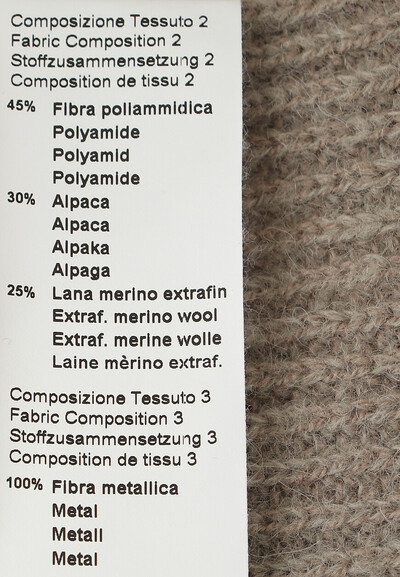 Composizione Tessuto 2
Fabric Composition 2
Stoffzusammensetzung 2
Composition de tissu 2
45% Fibra poliammidica
Polyamide
Polyamid
Polyamide
30% Alpaca
Alpaca
Alpaka
Alpaga
25% Lana merino extrafin
Extraf. merino wool
Extraf. merine wolle
Laine mèrino extraf.
Composizione Tessuto 3
Fabric Composition 3
Stoffzusammensetzung 3
Composition de tissu 3
100% Fibra metallica
Metal
Metall
Metal